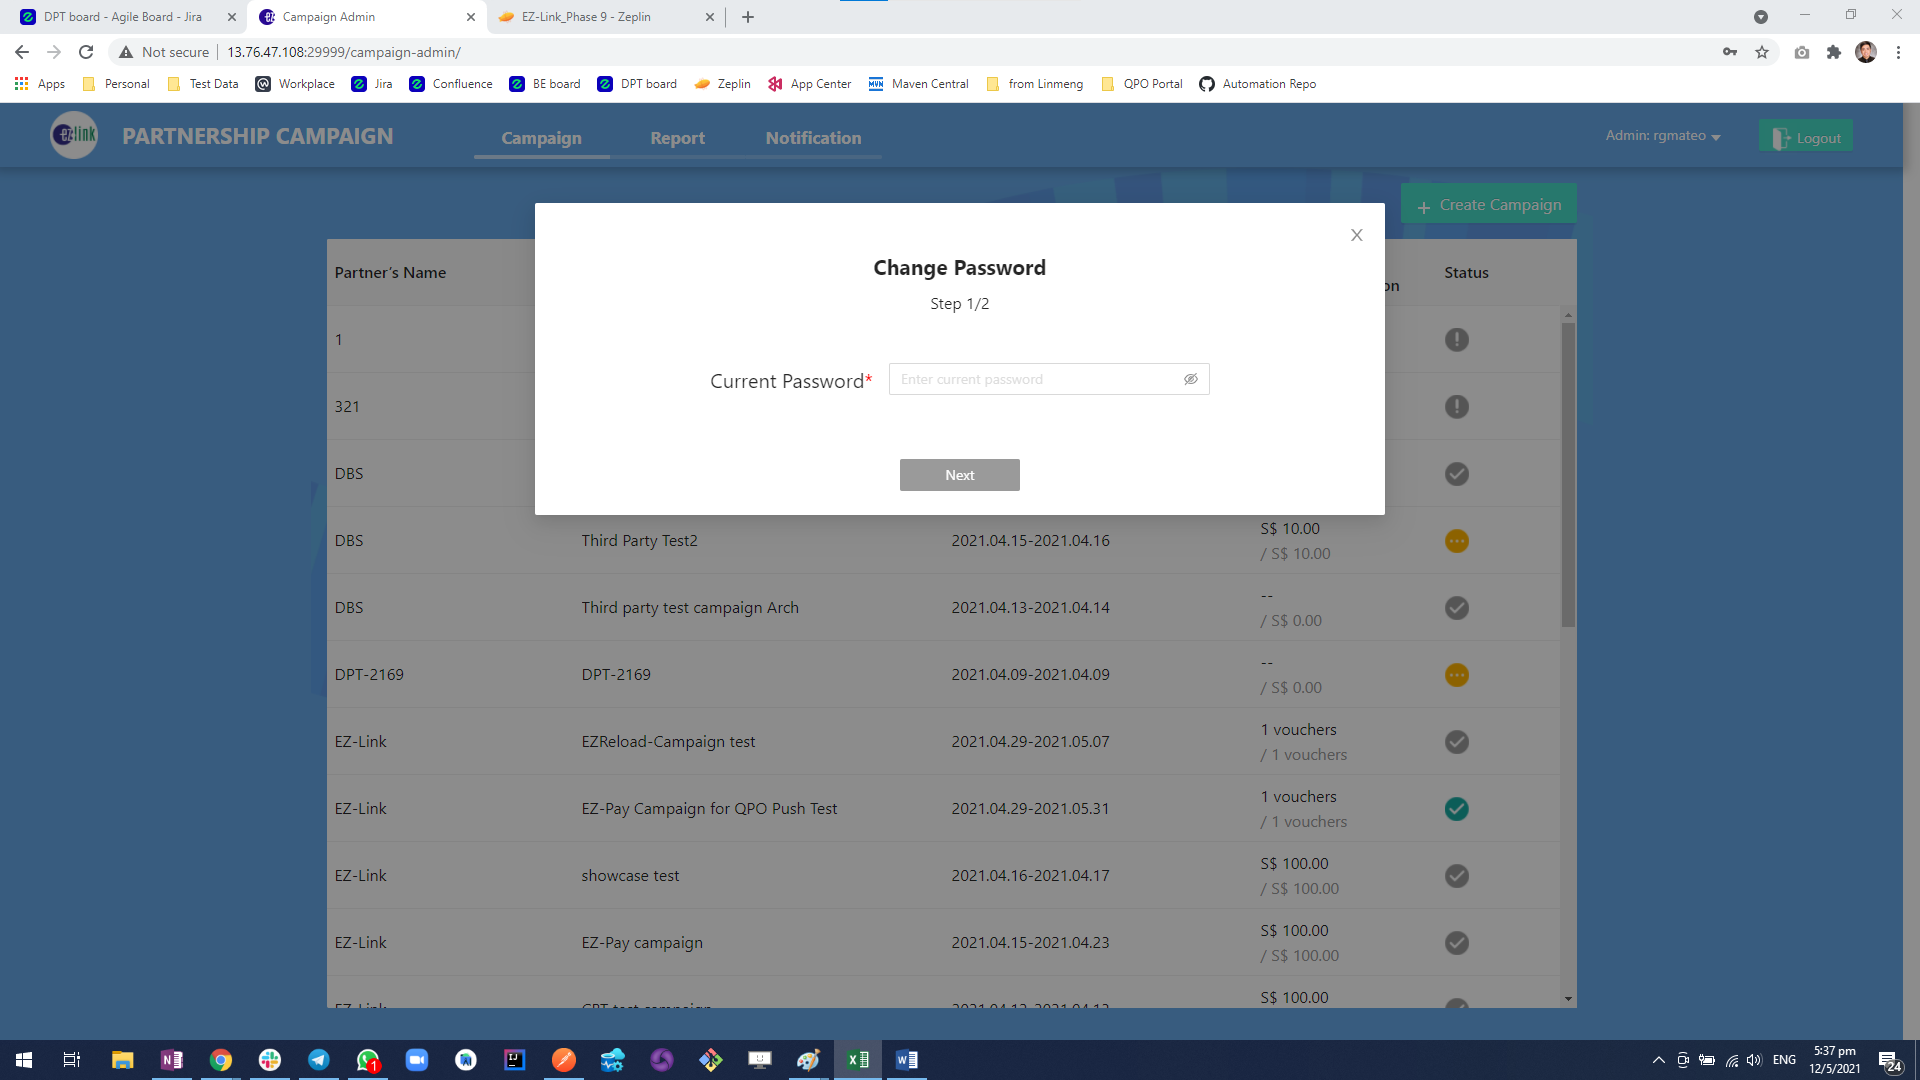 DPT board - Agile Board - Jira
Campaign Admin
EZ-Link_Phase 9 - Zeplin
Not secure
13.76.47.108:29999/campaign-admin/
Apps
Personal
Test Data
Workplace
Jira
Confluence
BE board
DPT board
Zeplin
App Center
Maven Central
from Linmeng
QPO Portal
Automation Repo
ez link
PARTNERSHIP CAMPAIGN
Campaign
Report
Notification
Admin: rgmateo
Logout
+ Create Campaign
Partner's Name
on
Status
X
Change Password
Step 1/2
Current Password*
Enter current password
Next
1
321
DBS
DBS
Third Party Test2
2021.04.15-2021.04.16
S$ 10.00
/ S$ 10.00
DBS
Third party test campaign Arch
2021.04.13-2021.04.14
--
/ S$ 0.00
DPT-2169
DPT-2169
2021.04.09-2021.04.09
--
/ S$ 0.00
EZ-Link
EZReload-Campaign test
2021.04.29-2021.05.07
1 vouchers
/ 1 vouchers
EZ-Link
EZ-Pay Campaign for QPO Push Test
2021.04.29-2021.05.31
1 vouchers
/ 1 vouchers
EZ-Link
showcase test
2021.04.16-2021.04.17
S$ 100.00
/ S$ 100.00
EZ-Link
EZ-Pay campaign
2021.04.15-2021.04.23
S$ 100.00
/ S$ 100.00
S$ 100.00
1
ENG
5:37 pm
12/5/2021
24